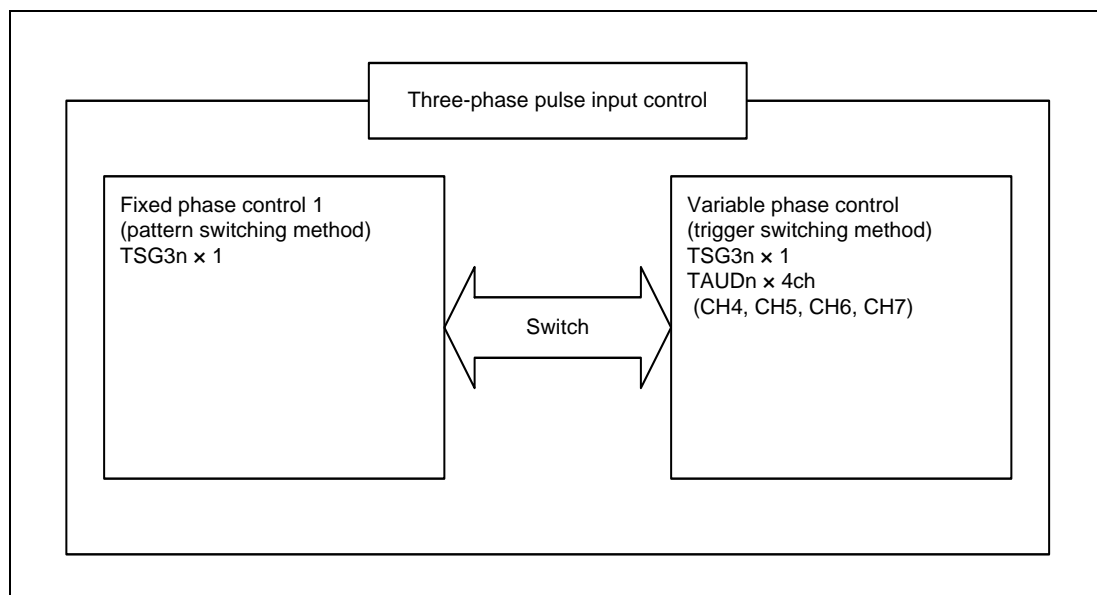 Three-phase pulse input control
Fixed phase control 1
(pattern switching method)
TSG3n × 1
Switch
Variable phase control
(trigger switching method)
TSG3n × 1
TAUDn × 4ch
(CH4, CH5, CH6, CH7)